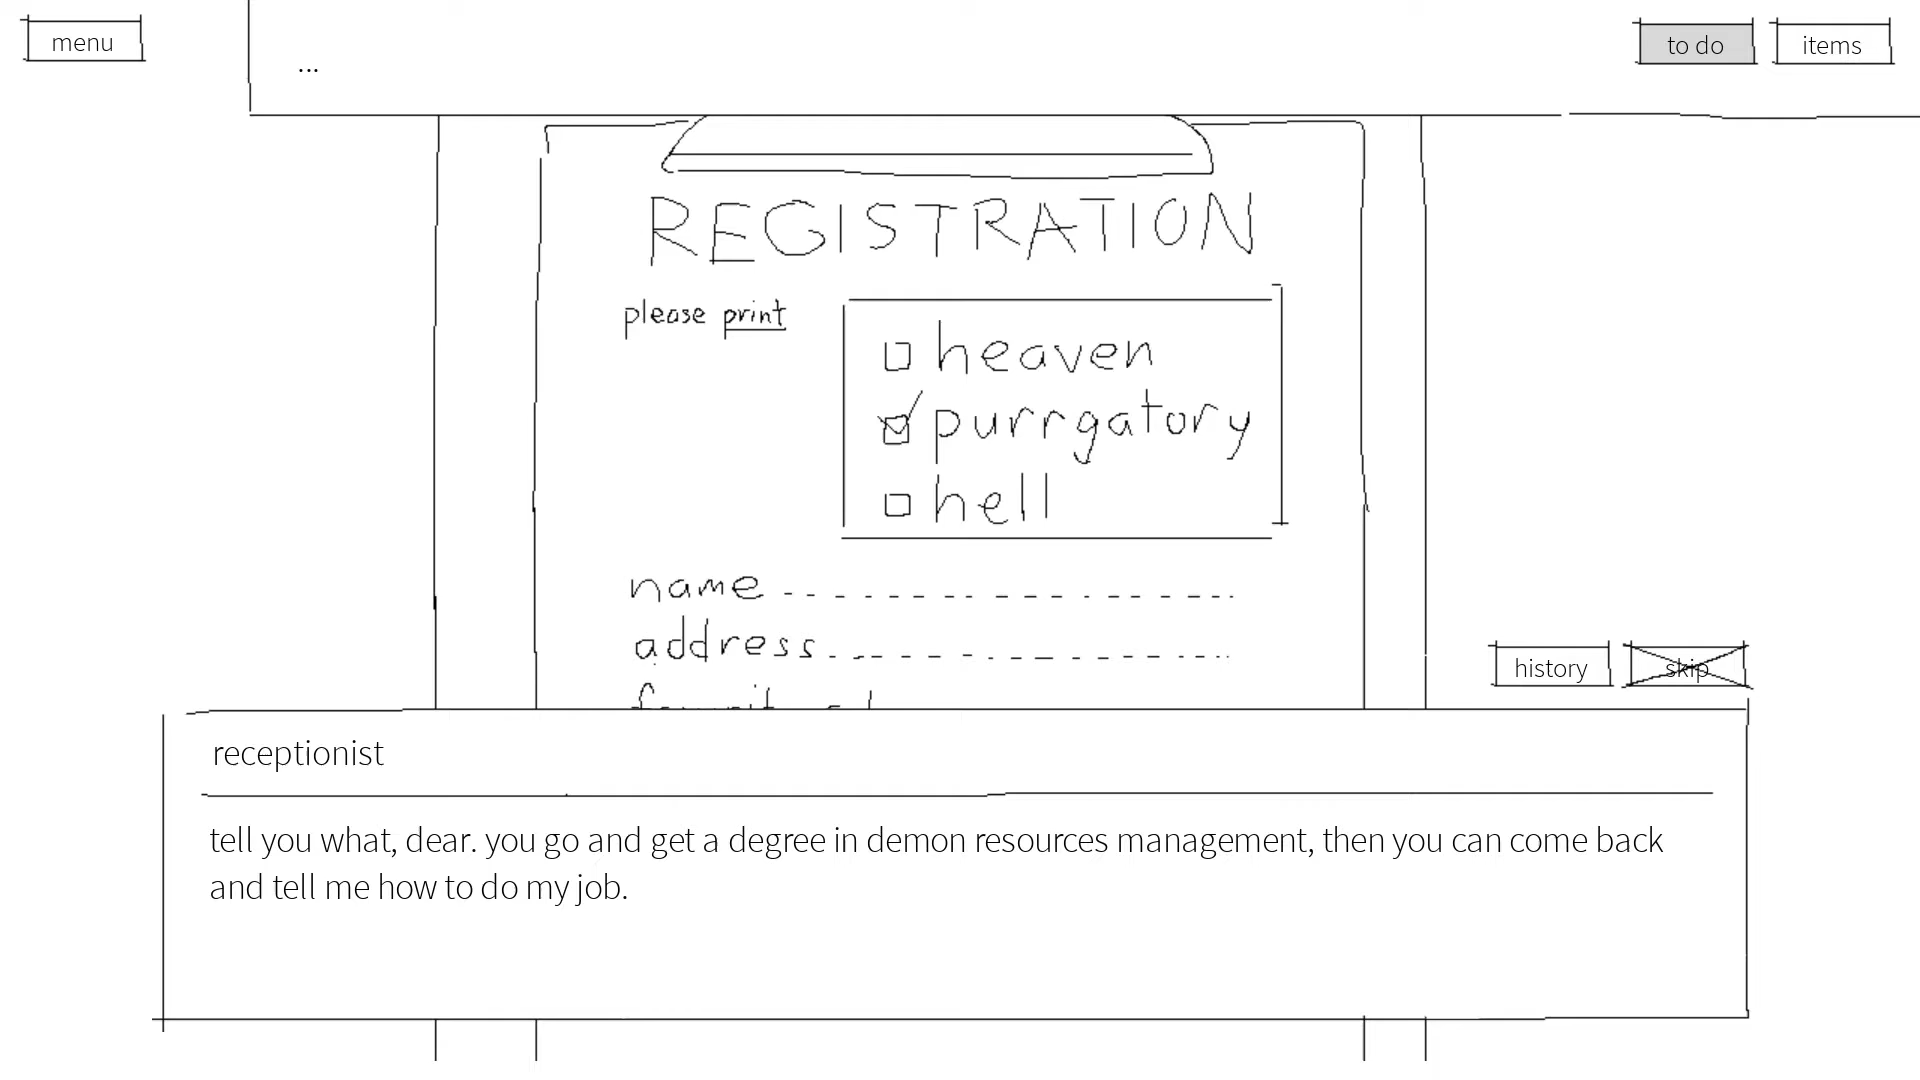 menu
...
to do
items
REGISTRATION
please print
heaven
purrgatory
hell
name
address
history
skip
receptionist
tell you what, dear. you go and get a degree in demon resources management, then you can come back
and tell me how to do my job.